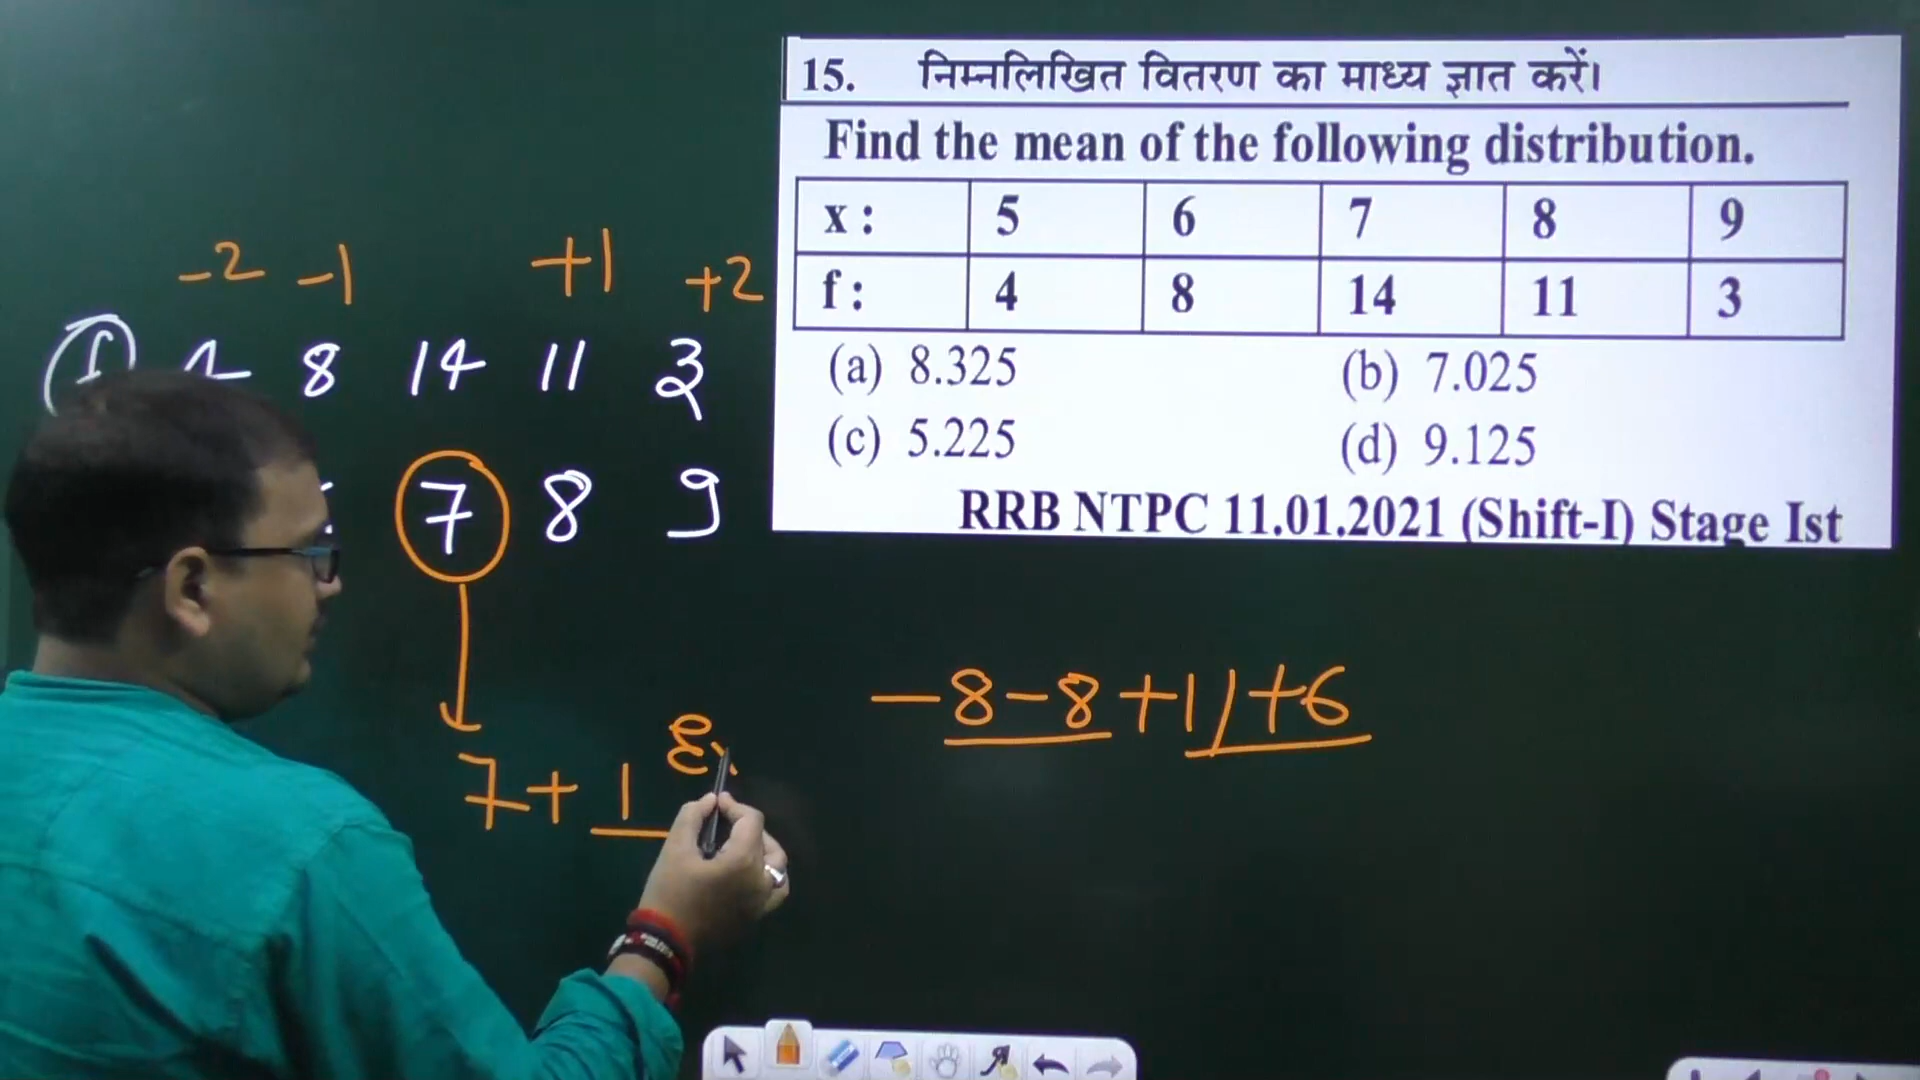 15. निम्नलिखित वितरण का माध्य ज्ञात करें।
Find the mean of the following distribution.
x : 5 6 7 8 9
f : 4 8 14 11 3
(a) 8.325 (b) 7.025
(c) 5.225 (d) 9.125
RRB NTPC 11.01.2021 (Shift-I) Stage Ist
-2 -1 +1 +2
8 14 11 3
7 8 9
-8-8+11+6
7+1